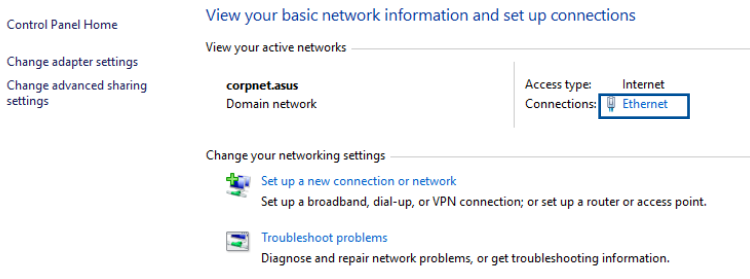 Control Panel Home
Change adapter settings
Change advanced sharing
settings
View your basic network information and set up connections
View your active networks
corpnet.asus
Domain network
Access type: Internet
Connections: Ethernet
Change your networking settings
Set up a new connection or network
Set up a broadband, dial-up, or VPN connection; or set up a router or access point.
Troubleshoot problems
Diagnose and repair network problems, or get troubleshooting information.